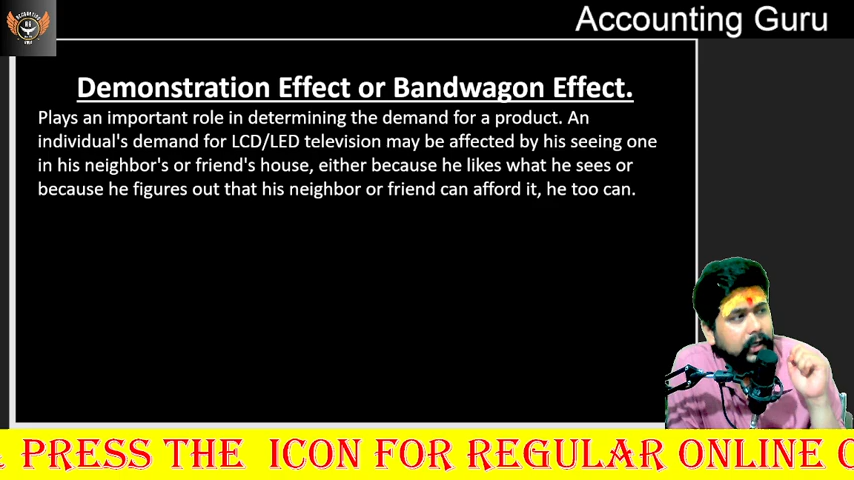 Accounting Guru
Demonstration Effect or Bandwagon Effect.
Plays an important role in determining the demand for a product. An
individual's demand for LCD/LED television may be affected by his seeing one
in his neighbor's or friend's house, either because he likes what he sees or
because he figures out that his neighbor or friend can afford it, he too can.
PRESS THE  ICON FOR REGULAR ONLINE